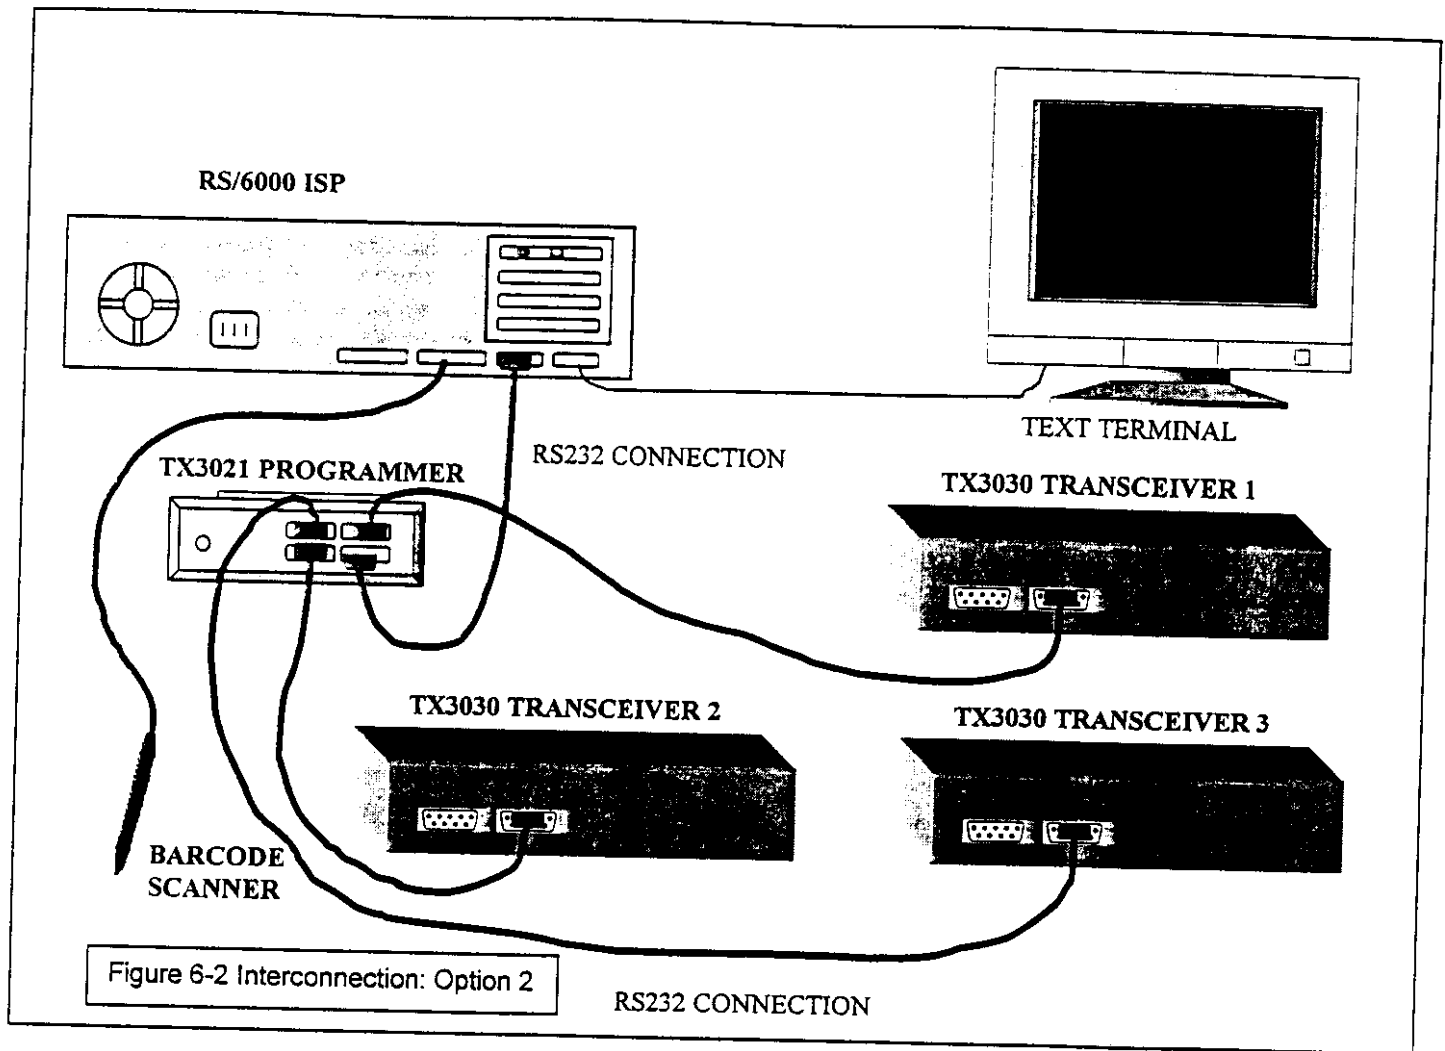 RS/6000 ISP
TEXT TERMINAL
RS232 CONNECTION
TX3021 PROGRAMMER
TX3030 TRANSCEIVER 1
TX3030 TRANSCEIVER 2
TX3030 TRANSCEIVER 3
BARCODE
SCANNER
Figure 6-2 Interconnection: Option 2
RS232 CONNECTION